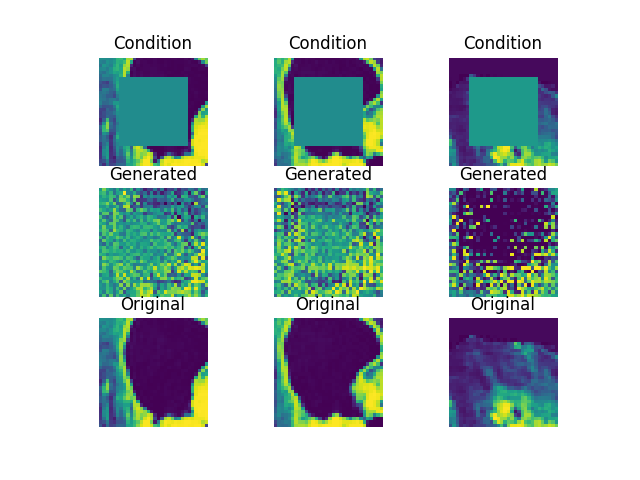 Condition Condition Condition
Generated Generated Generated
Original Original Original